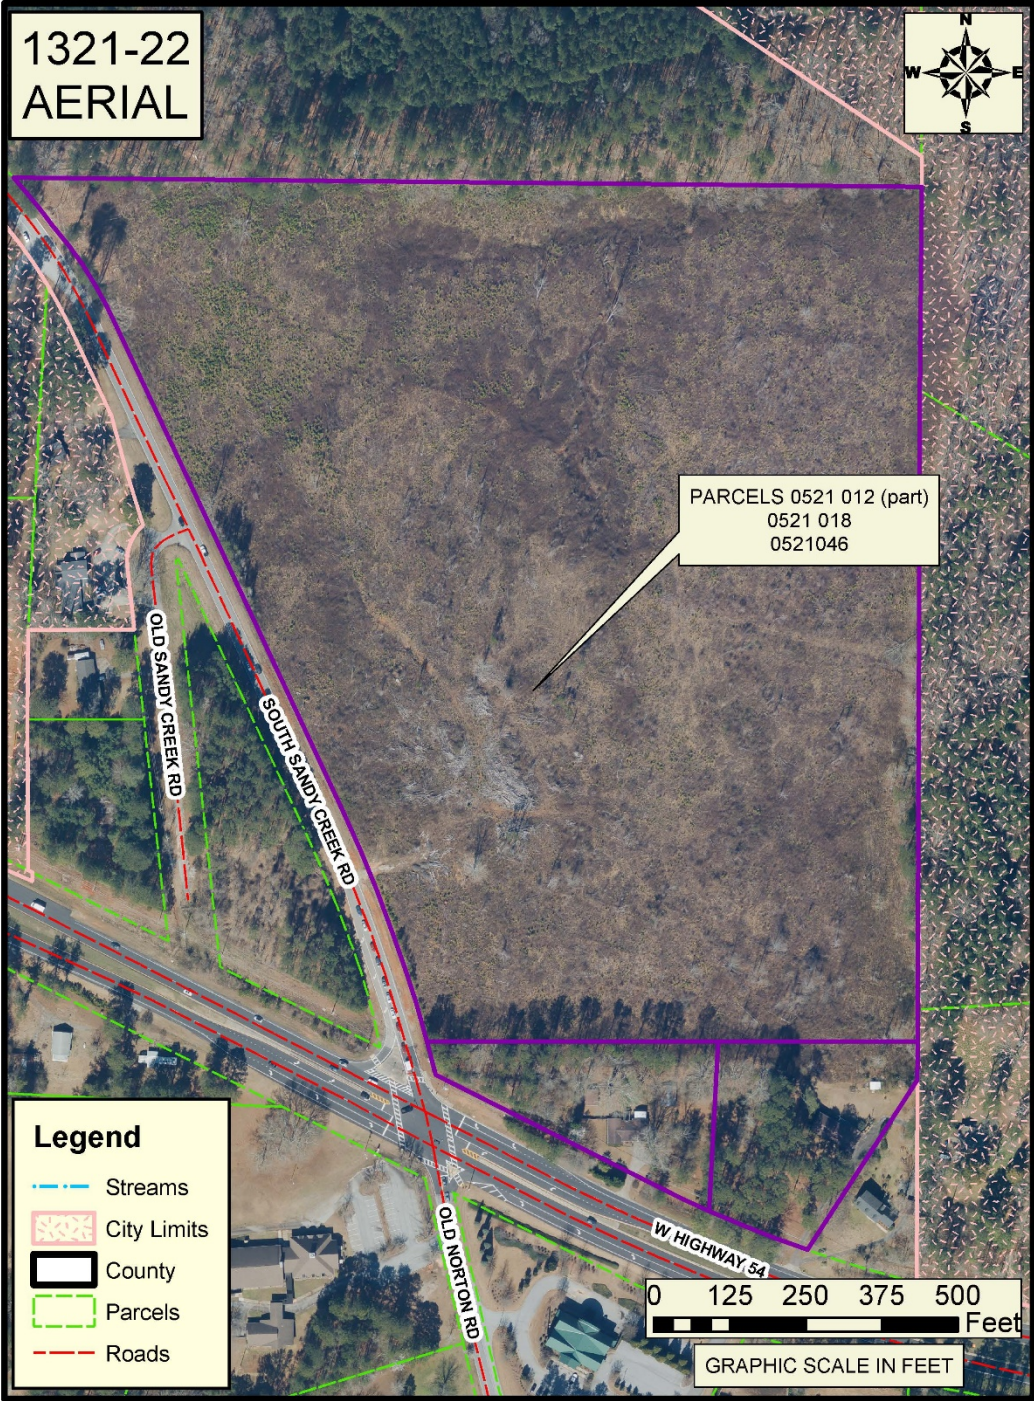 1321-22
AERIAL
N
W E
S
PARCELS 0521 012 (part)
0521 018
0521046
OLD SANDY CREEK RD
SOUTH SANDY CREEK RD
OLD NORTON RD
W HIGHWAY 54
Legend
Streams
City Limits
County
Parcels
Roads
0 125 250 375 500
Feet
GRAPHIC SCALE IN FEET